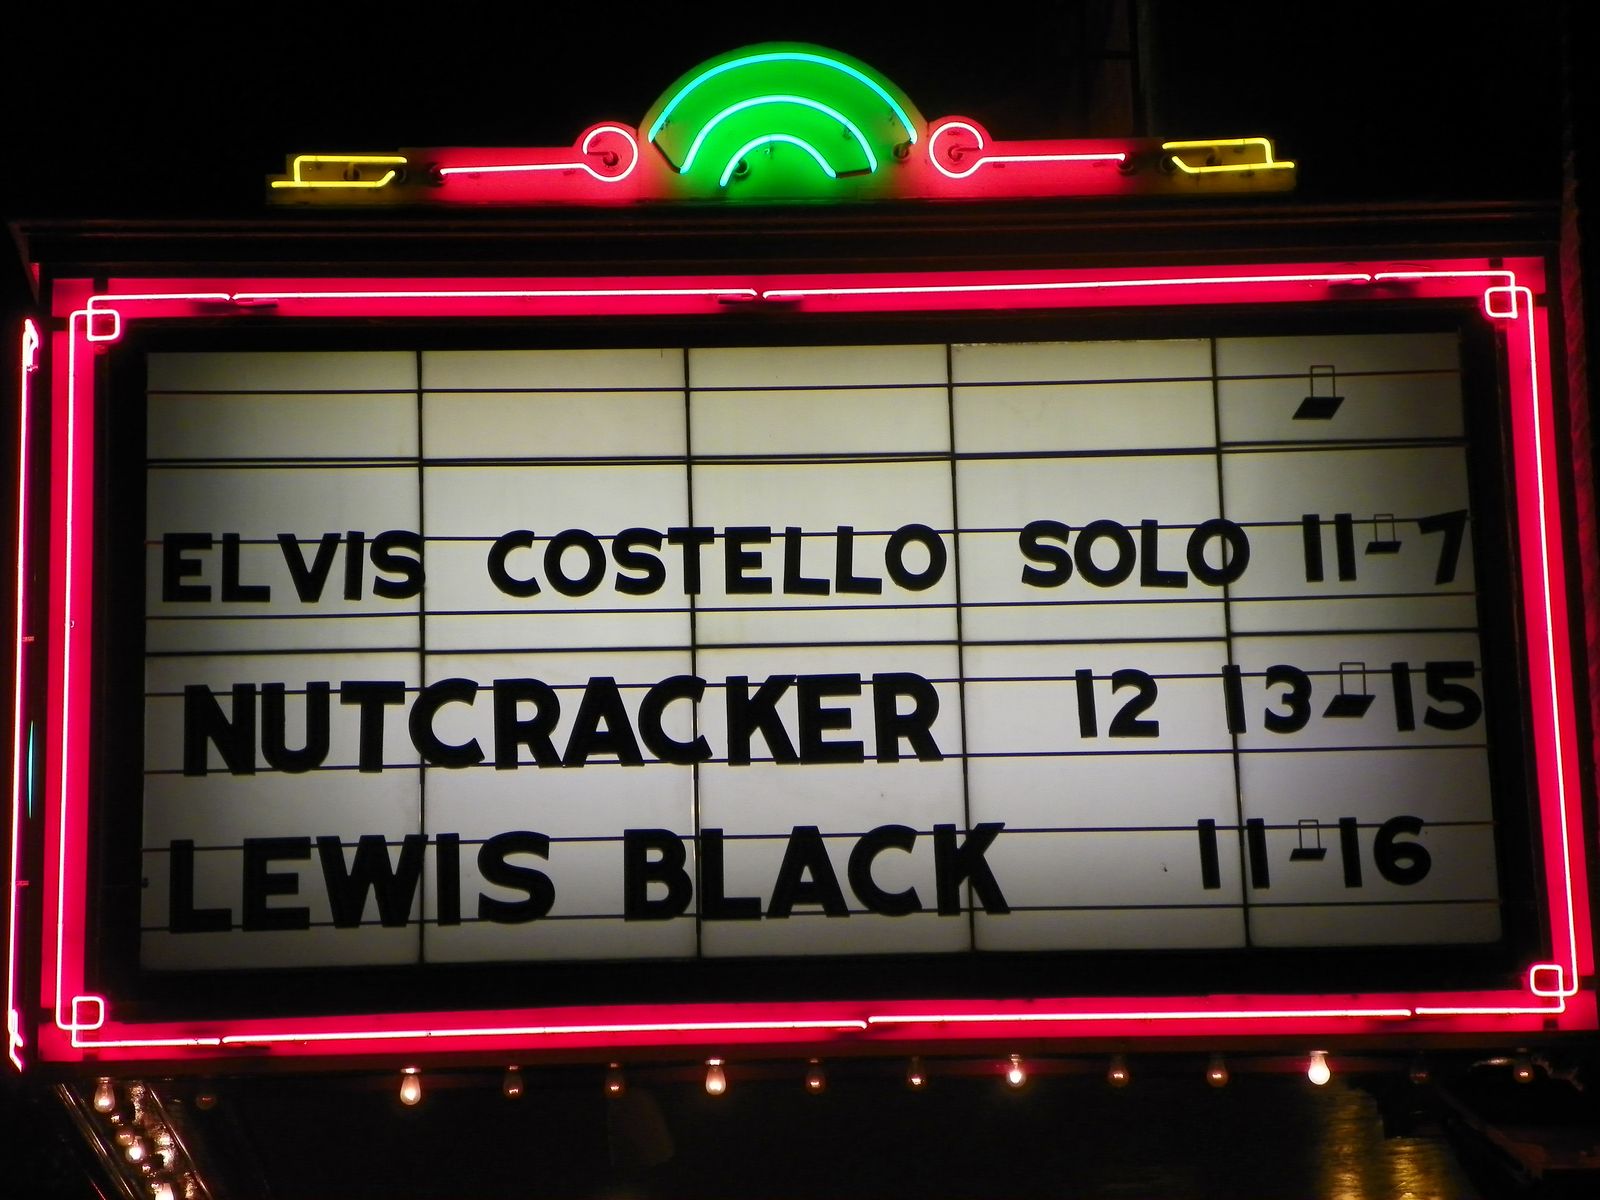 ELVIS COSTELLO SOLO 11-7
NUTCRACKER 12 13-15
LEWIS BLACK 11-16